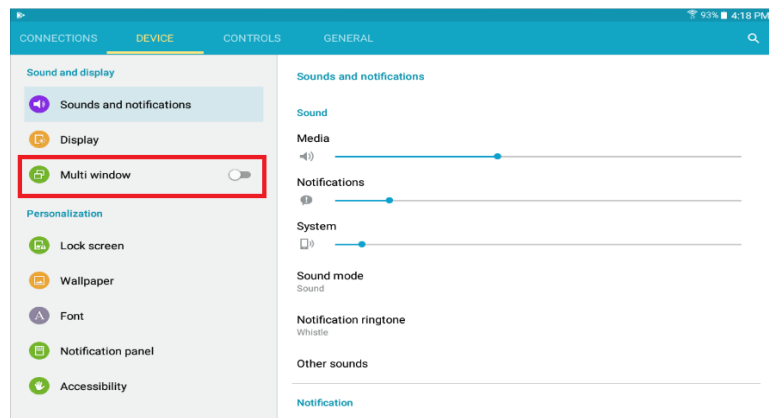 93% 4:18 PM
CONNECTIONS DEVICE CONTROLS GENERAL
Sound and display
Sounds and notifications
Display
Multi window
Personalization
Lock screen
Wallpaper
A Font
Notification panel
Accessibility
Sounds and notifications
Sound
Media
Notifications
System
Sound mode
Sound
Notification ringtone
Whistle
Other sounds
Notification